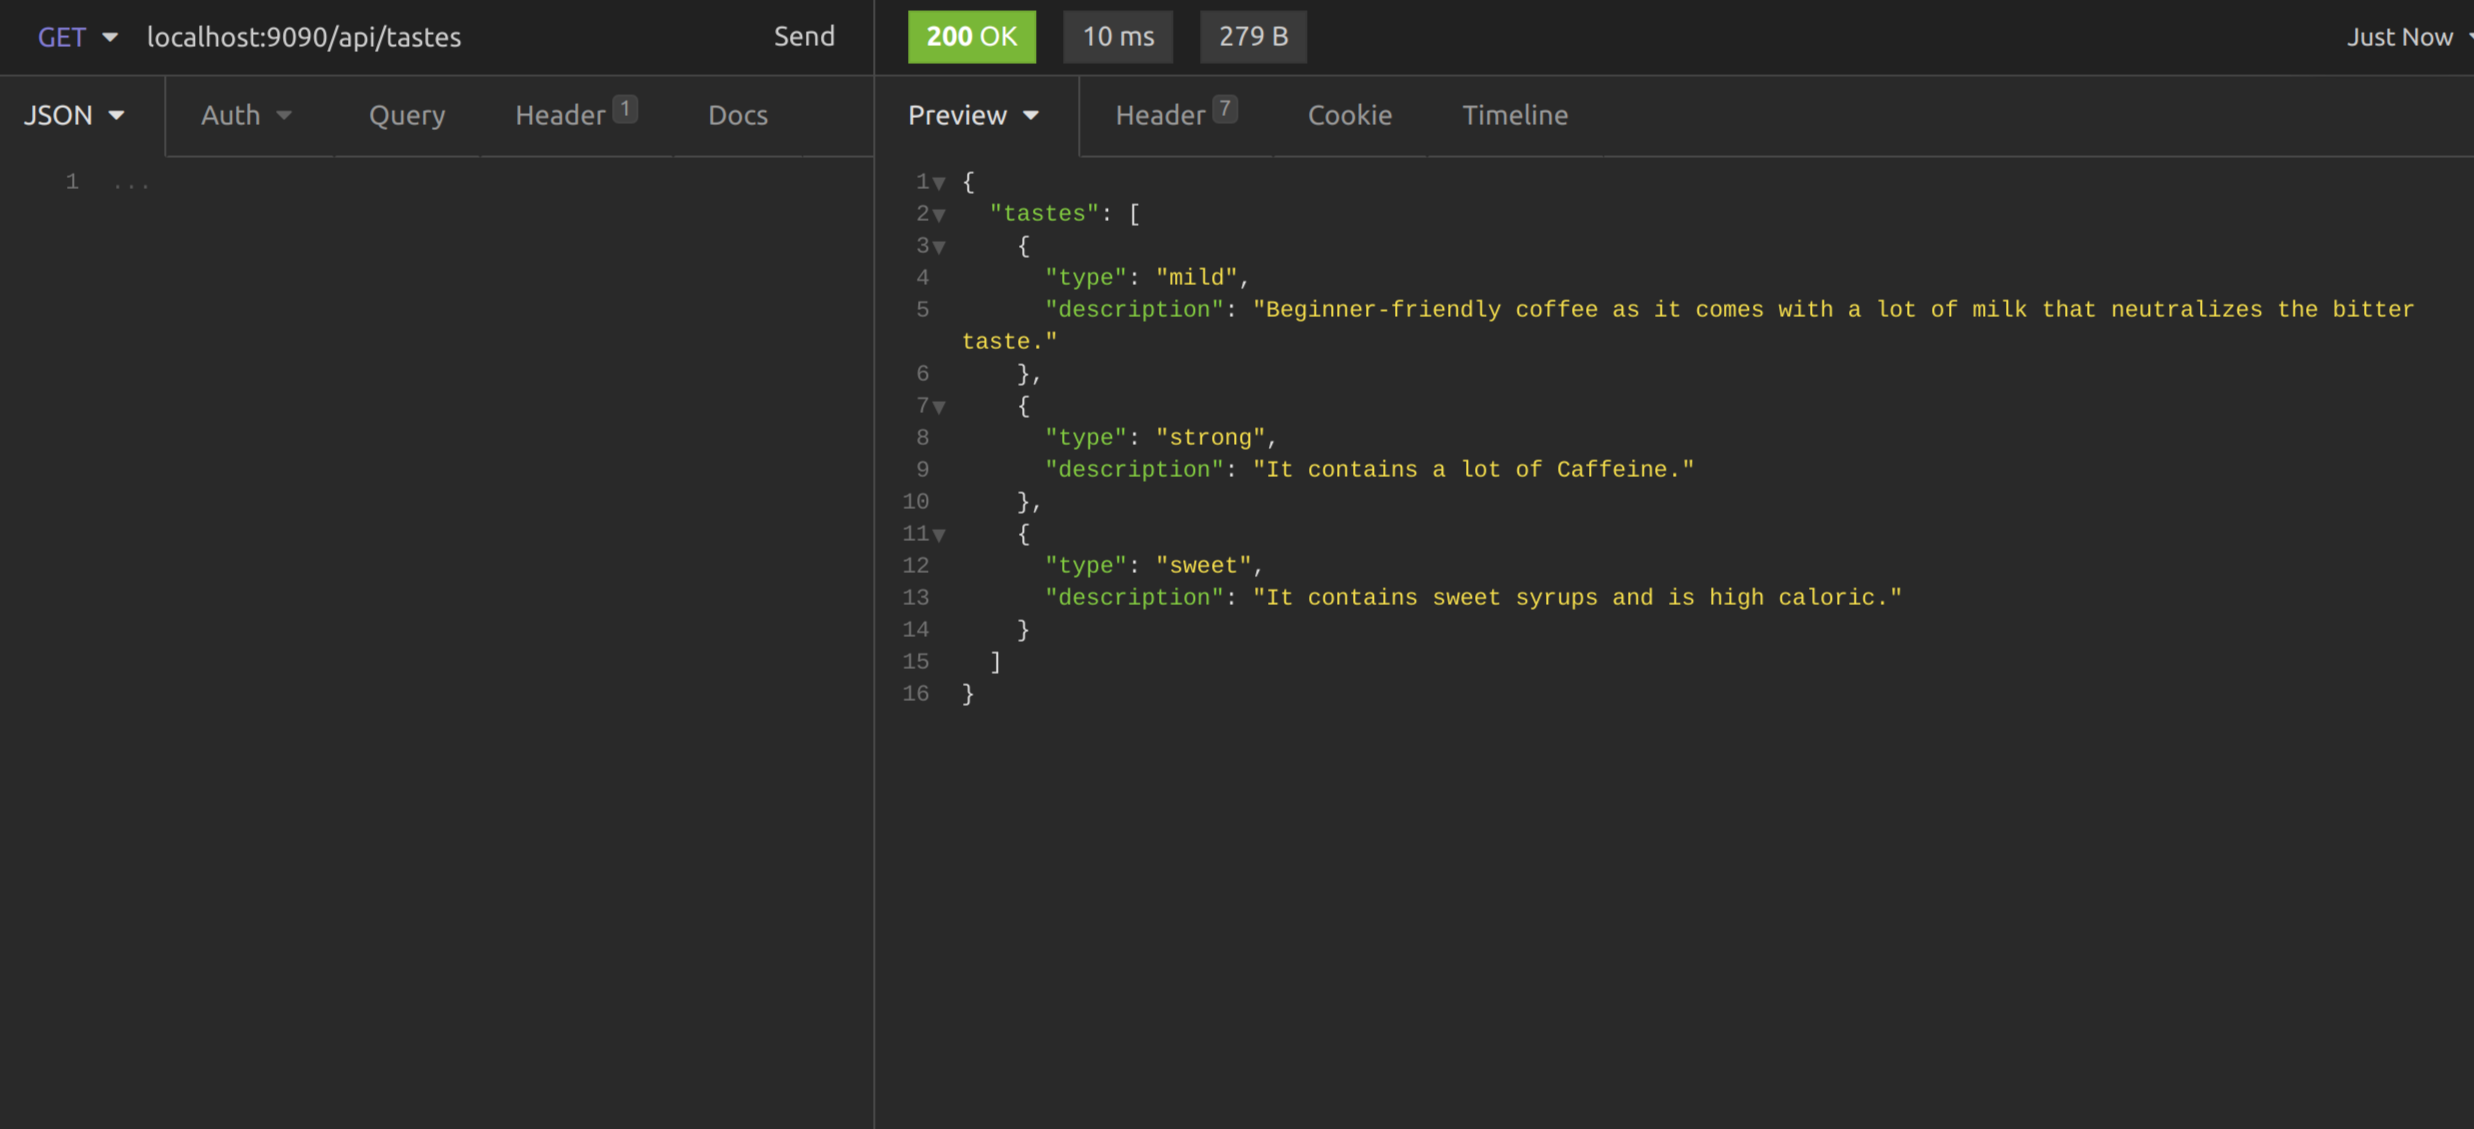 GET localhost:9090/api/tastes Send
200 OK 10 ms 279 B Just Now
JSON Auth Query Header 1 Docs
Preview Header 7 Cookie Timeline
1 ...
1 {
2 "tastes": [
3 {
4 "type": "mild",
5 "description": "Beginner-friendly coffee as it comes with a lot of milk that neutralizes the bitter
taste."
6 },
7 {
8 "type": "strong",
9 "description": "It contains a lot of Caffeine."
10 },
11 {
12 "type": "sweet",
13 "description": "It contains sweet syrups and is high caloric."
14 }
15 ]
16 }